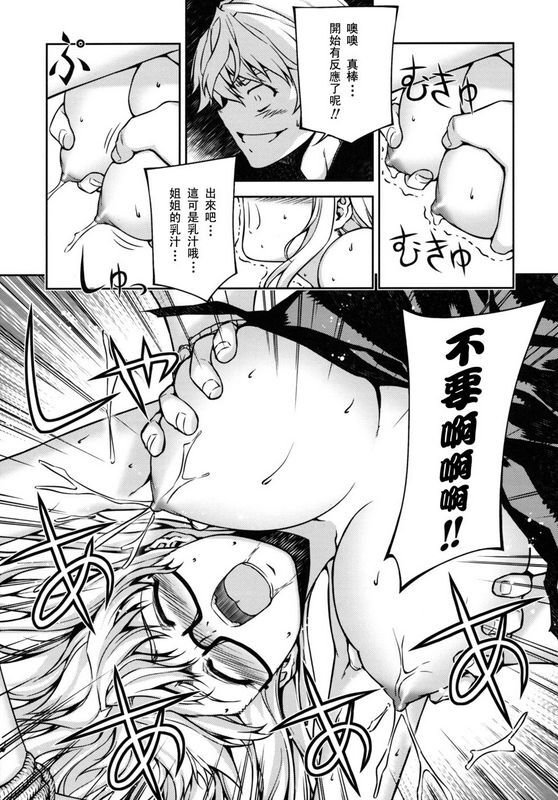 むきゅ
むきゅ
噢噢 真棒…
開始有反應了呢!!
出來吧…
這可是乳汁哦…
姐姐的乳汁…
ぷ
しゅっ
不要啊啊啊!!
しゃー
あ
あ
あ
あ